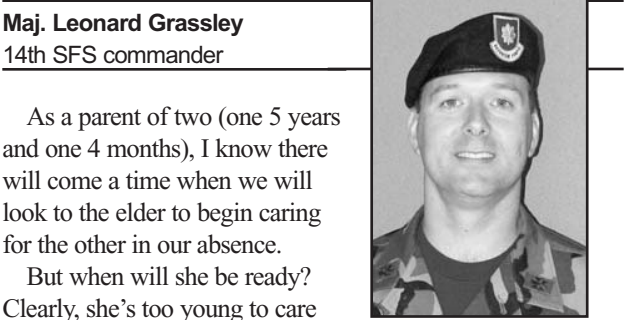 Maj. Leonard Grassley
14th SFS commander
As a parent of two (one 5 years
and one 4 months), I know there
will come a time when we will
look to the elder to begin caring
for the other in our absence.
But when will she be ready?
Clearly, she's too young to care